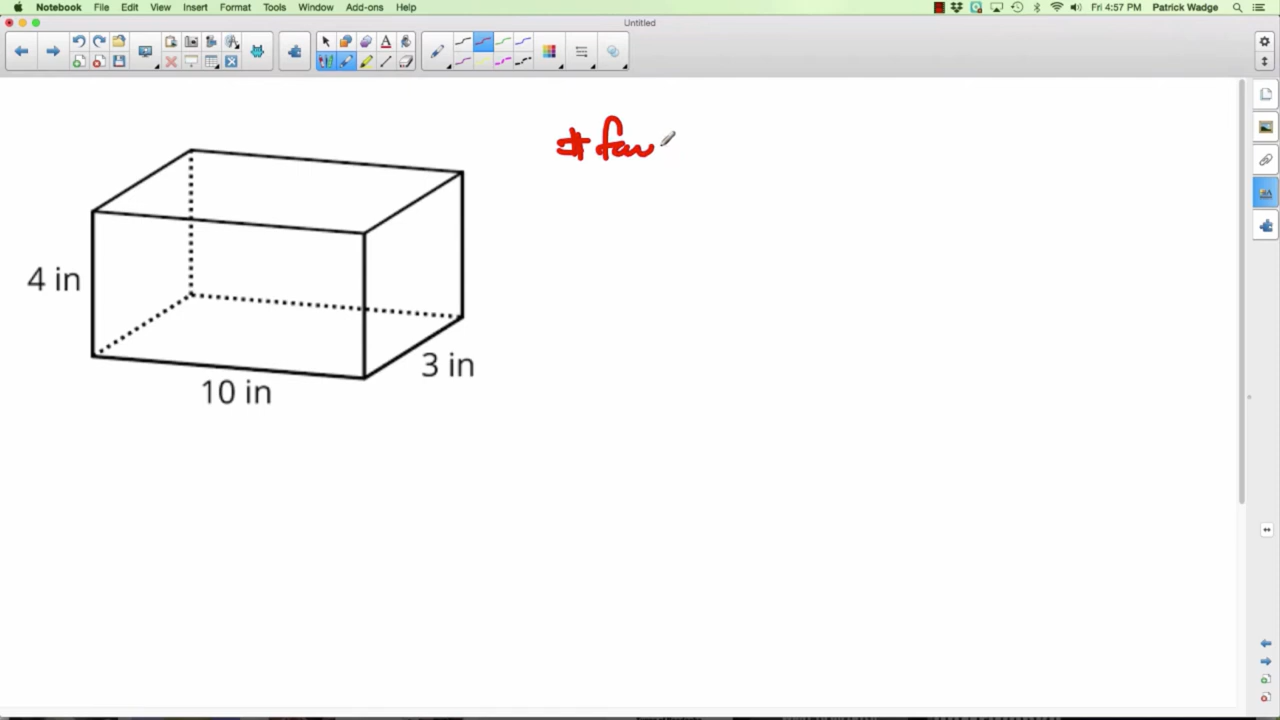 Notebook File Edit View Insert Format Tools Window Add-ons Help Fri 4:57 PM Patrick Wadge
Untitled
# fac
4 in
3 in
10 in